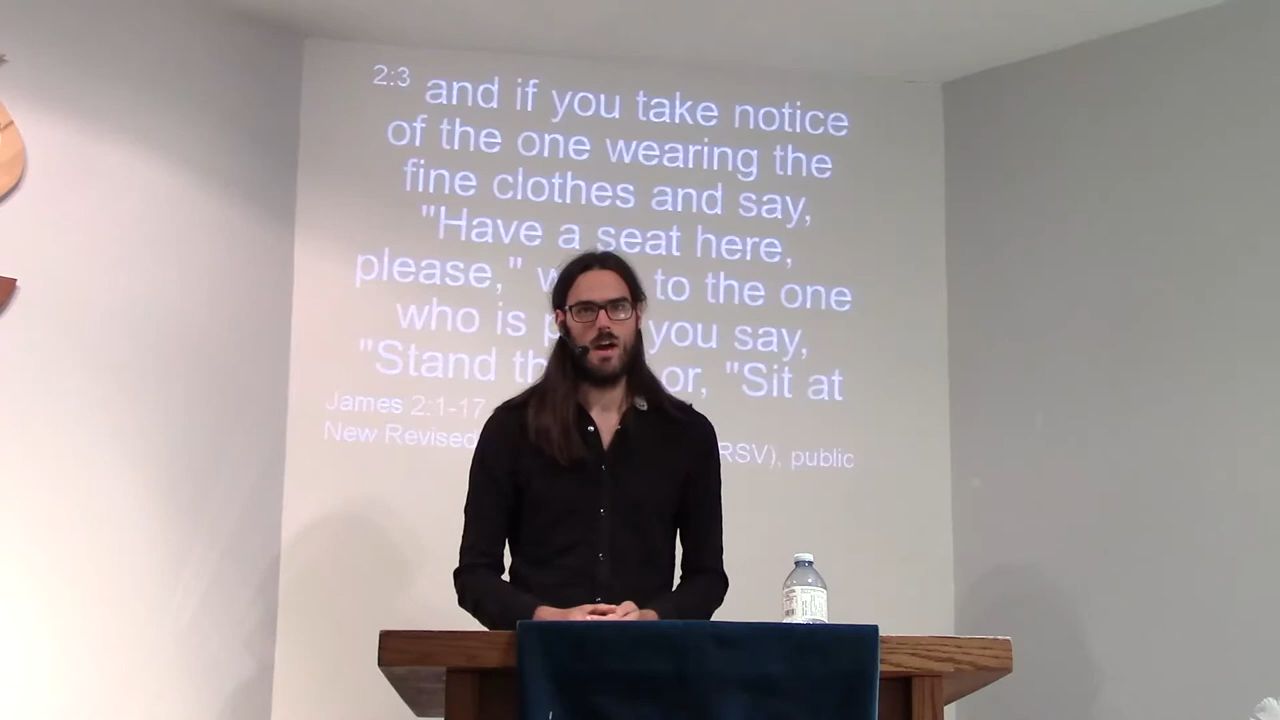 2:3 and if you take notice
of the one wearing the
fine clothes and say,
"Have a seat here,
please," to the one
who is you say,
"Stand or, "Sit at
James 2:1-17
New Revised RSV), public